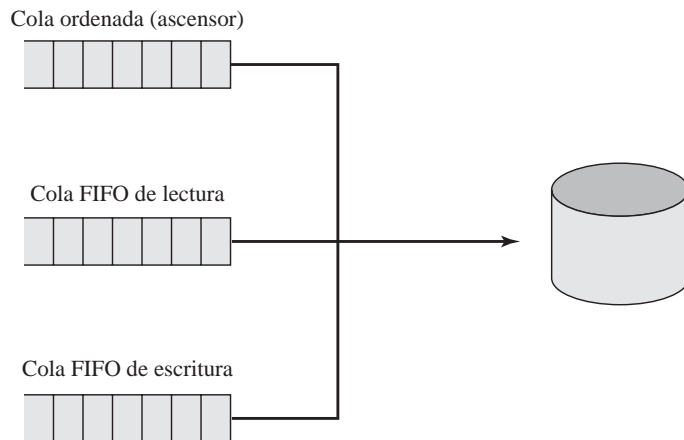 Cola ordenada (ascensor)
Cola FIFO de lectura
Cola FIFO de escritura